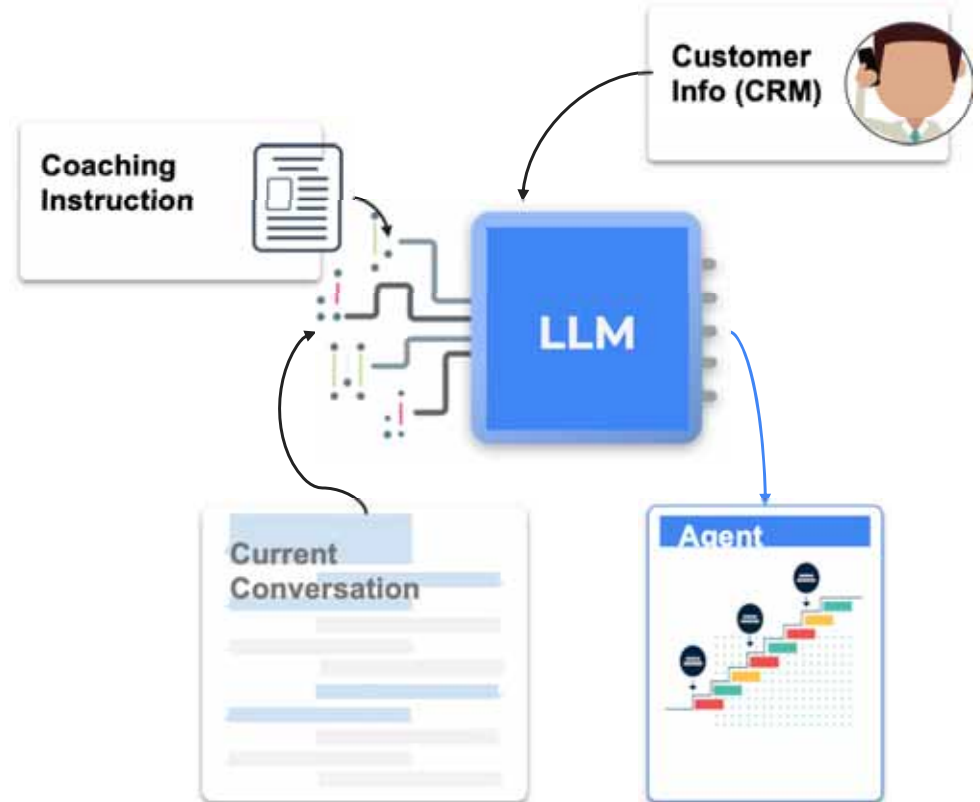 Customer
Info (CRM)
Coaching
Instruction
LLM
Current
Conversation
Agent